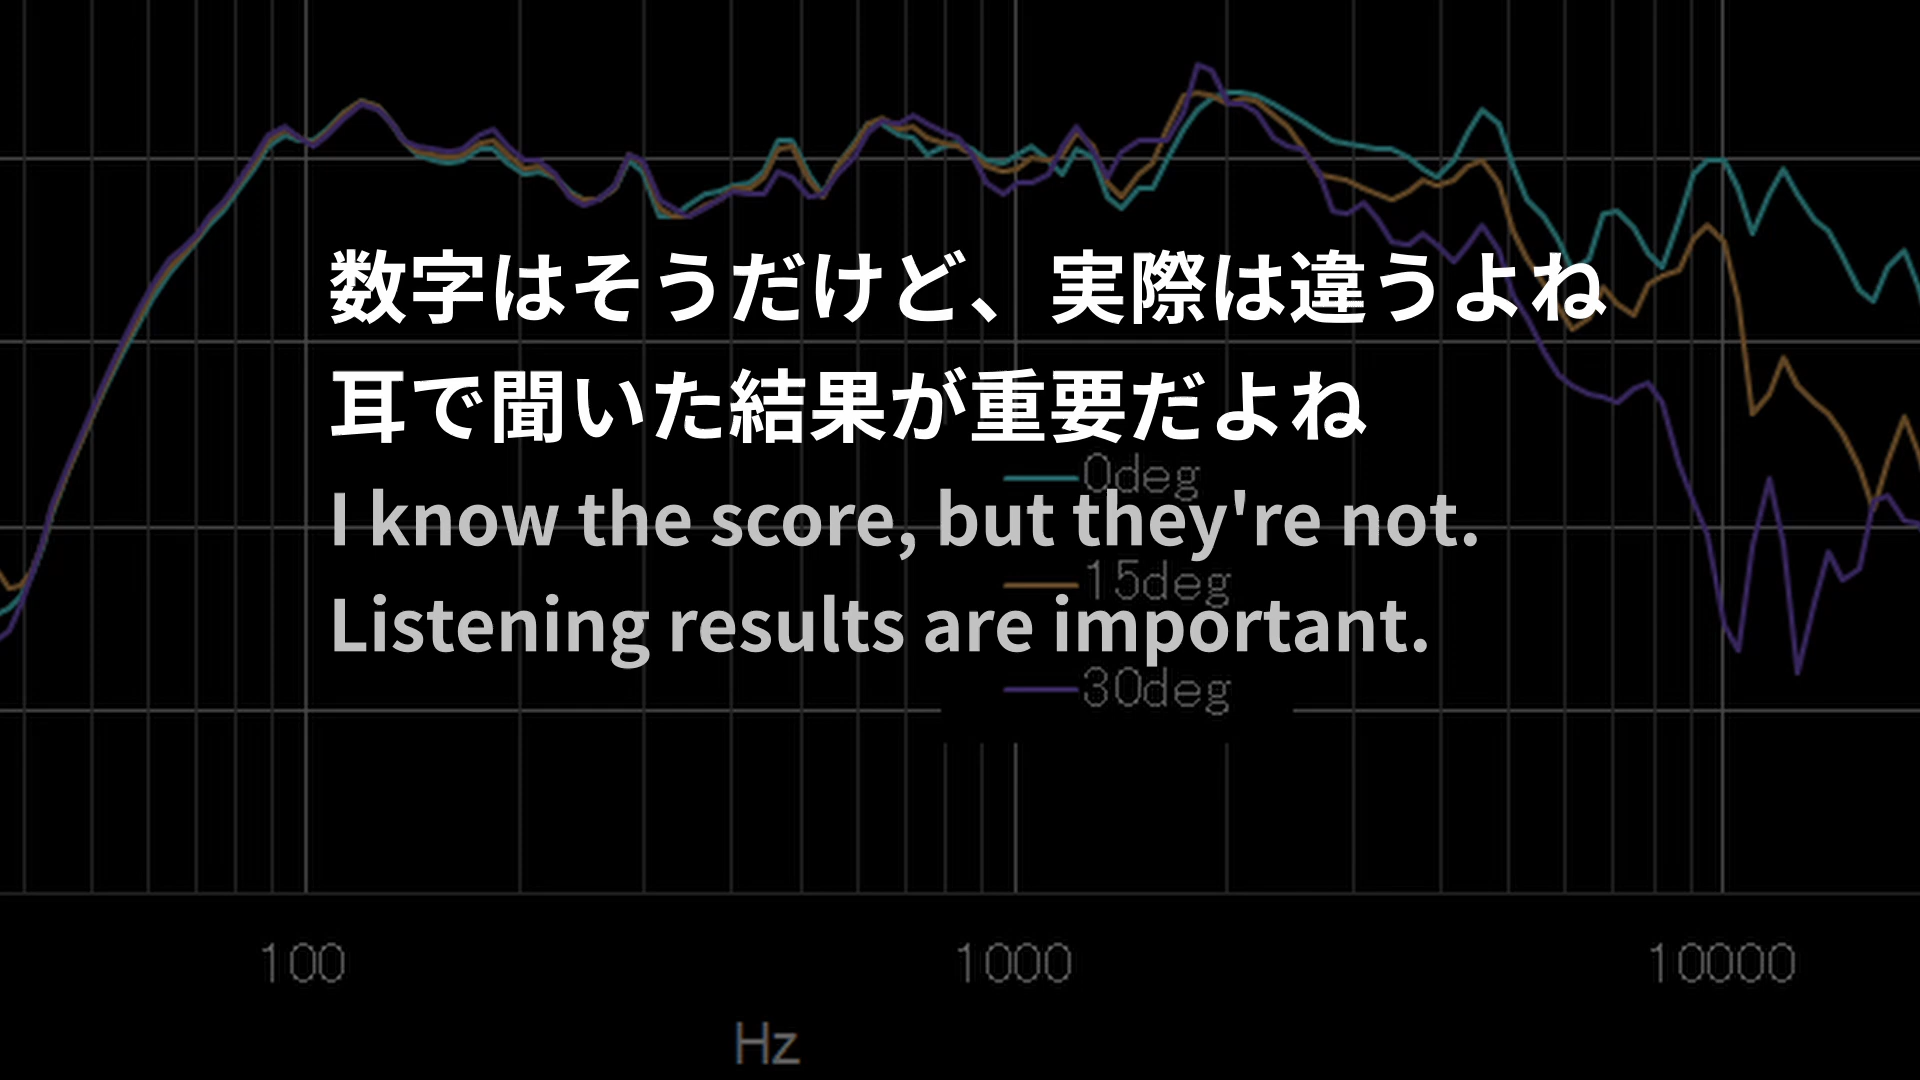 数字はそうだけど、実際は違うよね
耳で聞いた結果が重要だよね
0deg
I know the score, but they're not.
15deg
Listening results are important.
30deg
100 1000 10000
Hz